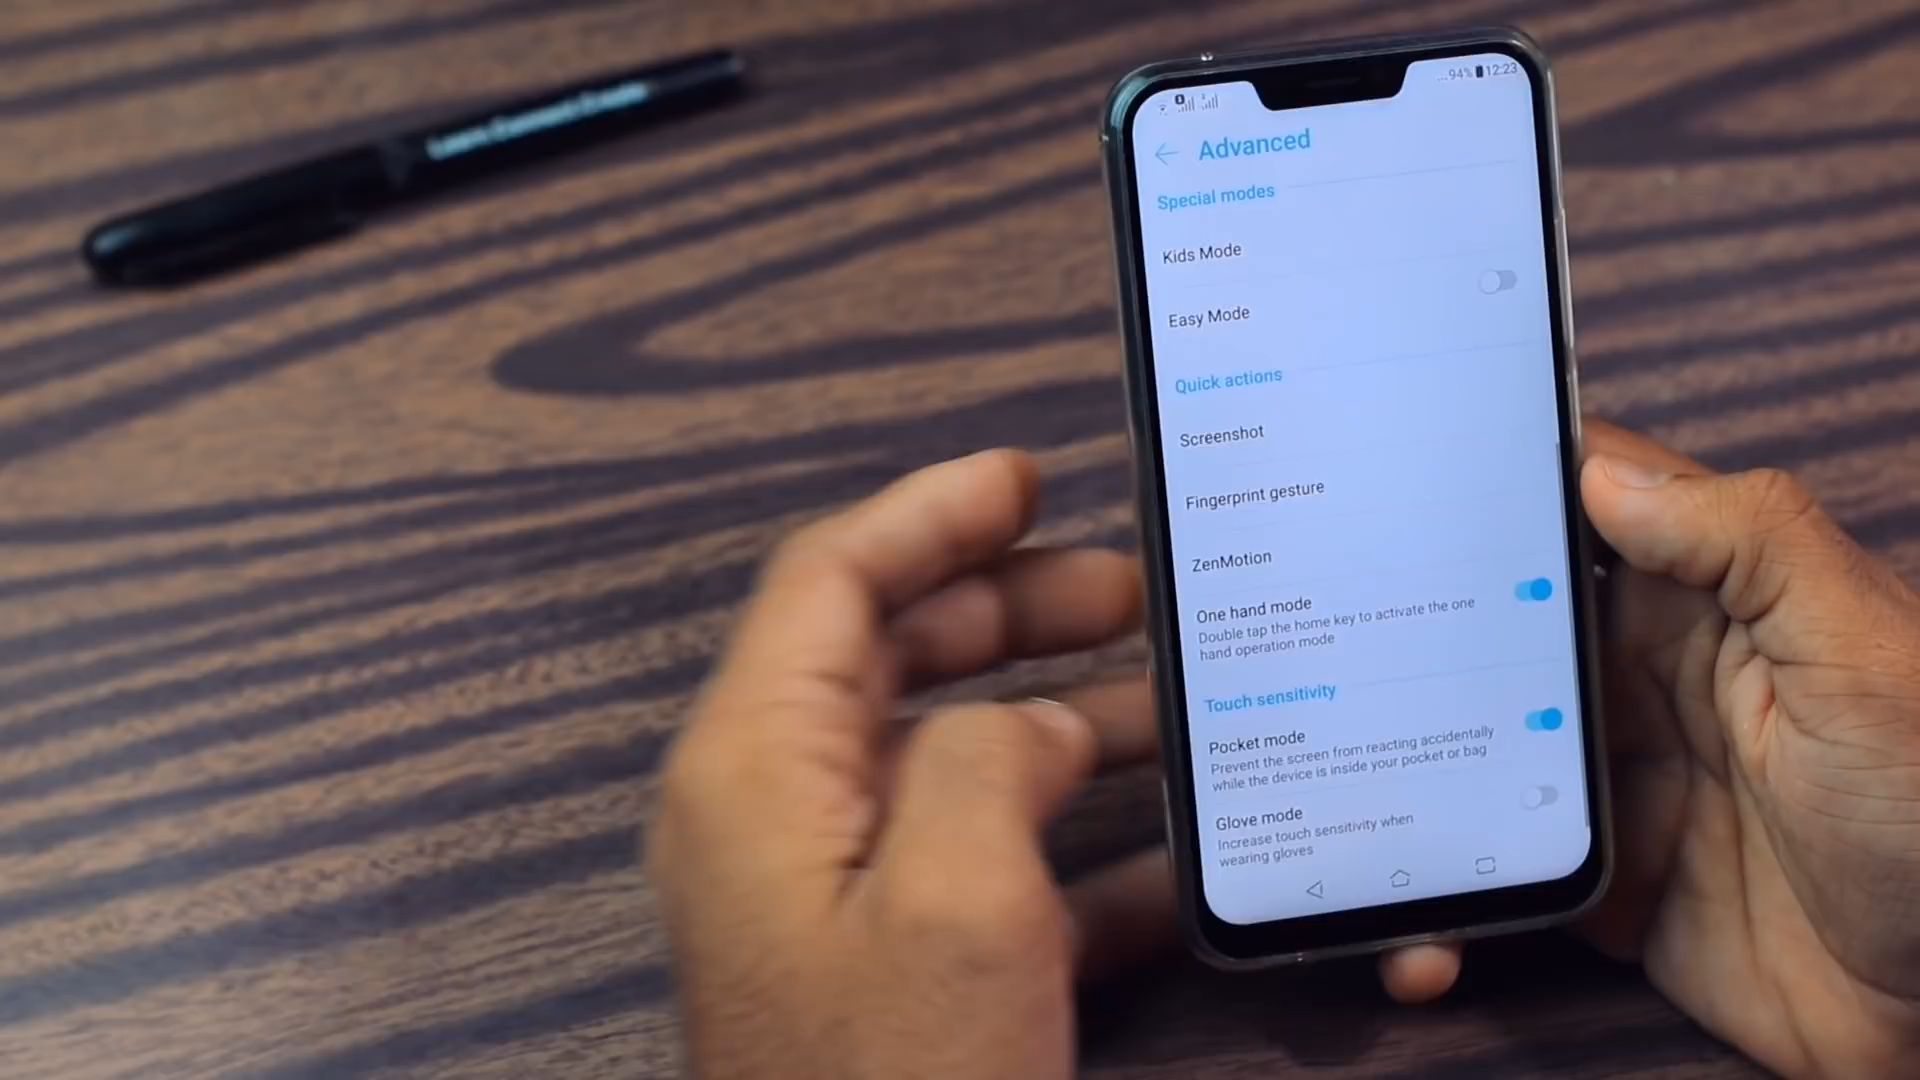 Learn Connect Create
...94% 12:23
Advanced
Special modes
Kids Mode
Easy Mode
Quick actions
Screenshot
Fingerprint gesture
ZenMotion
One hand mode
Double tap the home key to activate the one
hand operation mode
Touch sensitivity
Pocket mode
Prevent the screen from reacting accidentally
while the device is inside your pocket or bag
Glove mode
Increase touch sensitivity when
wearing gloves